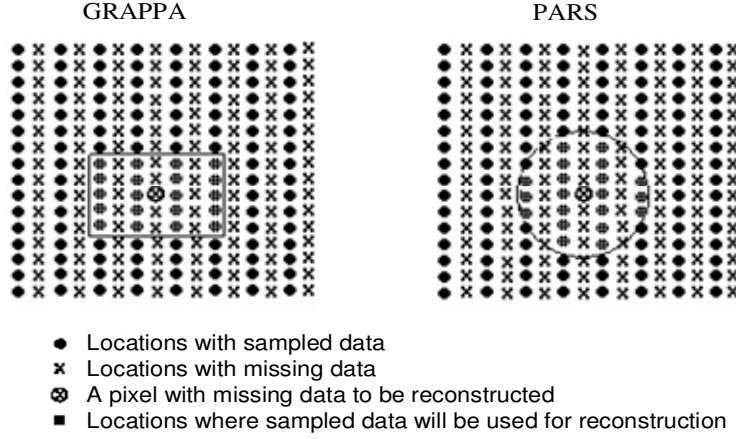 GRAPPA PARS
Locations with sampled data
Locations with missing data
A pixel with missing data to be reconstructed
Locations where sampled data will be used for reconstruction